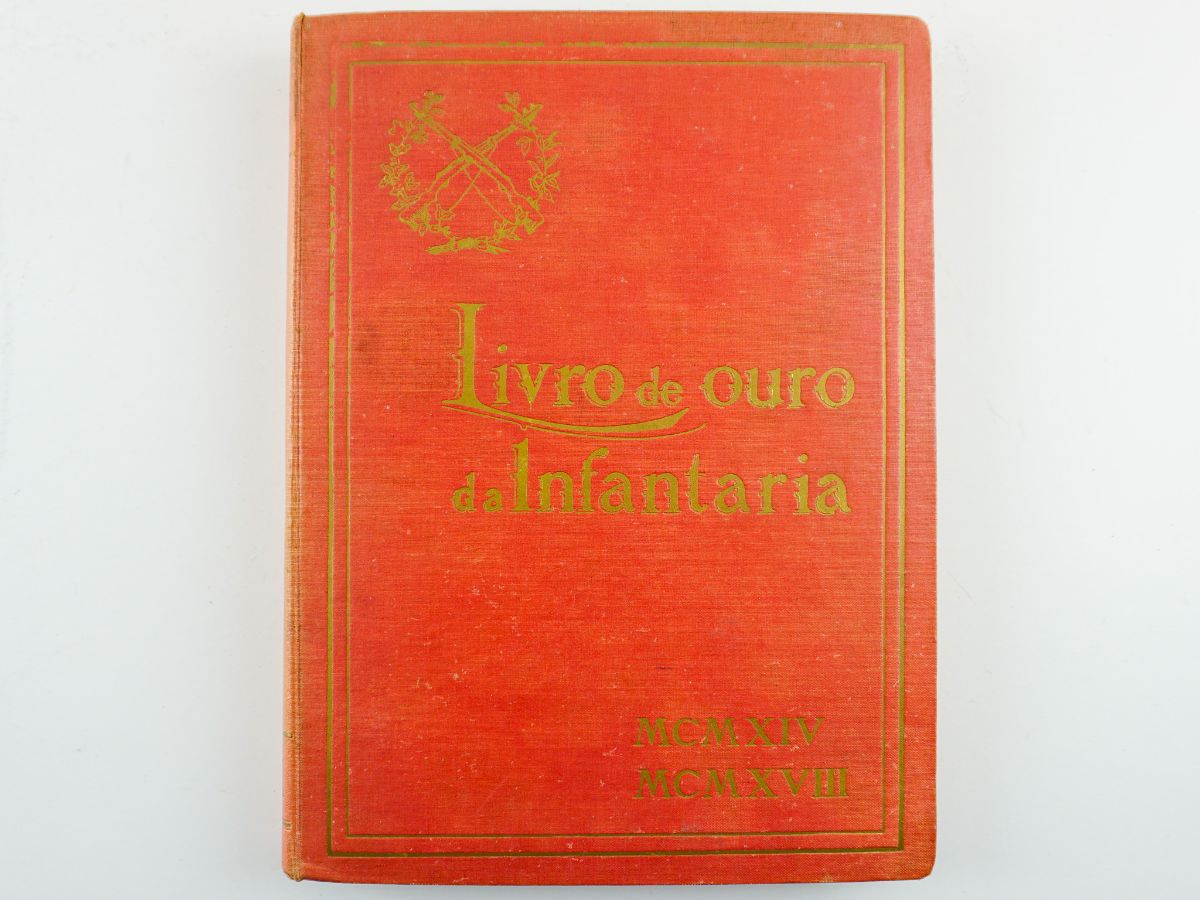 Livro de ouro
da Infantaria
MCMXIV
MCMXVIII